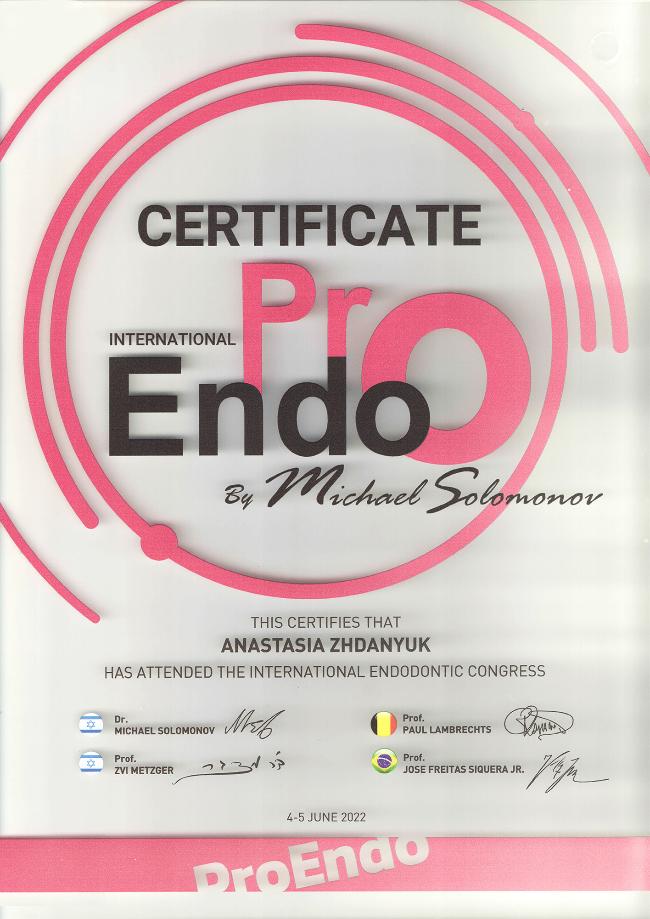 CERTIFICATE
Pro
INTERNATIONAL
Endo
By Michael Solomonov
THIS CERTIFIES THAT
ANASTASIA ZHDANYUK
HAS ATTENDED THE INTERNATIONAL ENDODONTIC CONGRESS
Dr.
MICHAEL SOLOMONOV
Prof.
PAUL LAMBRECHTS
Prof.
ZVI METZGER
Prof.
JOSE FREITAS SIQUERA JR.
4-5 JUNE 2022
ProEndo